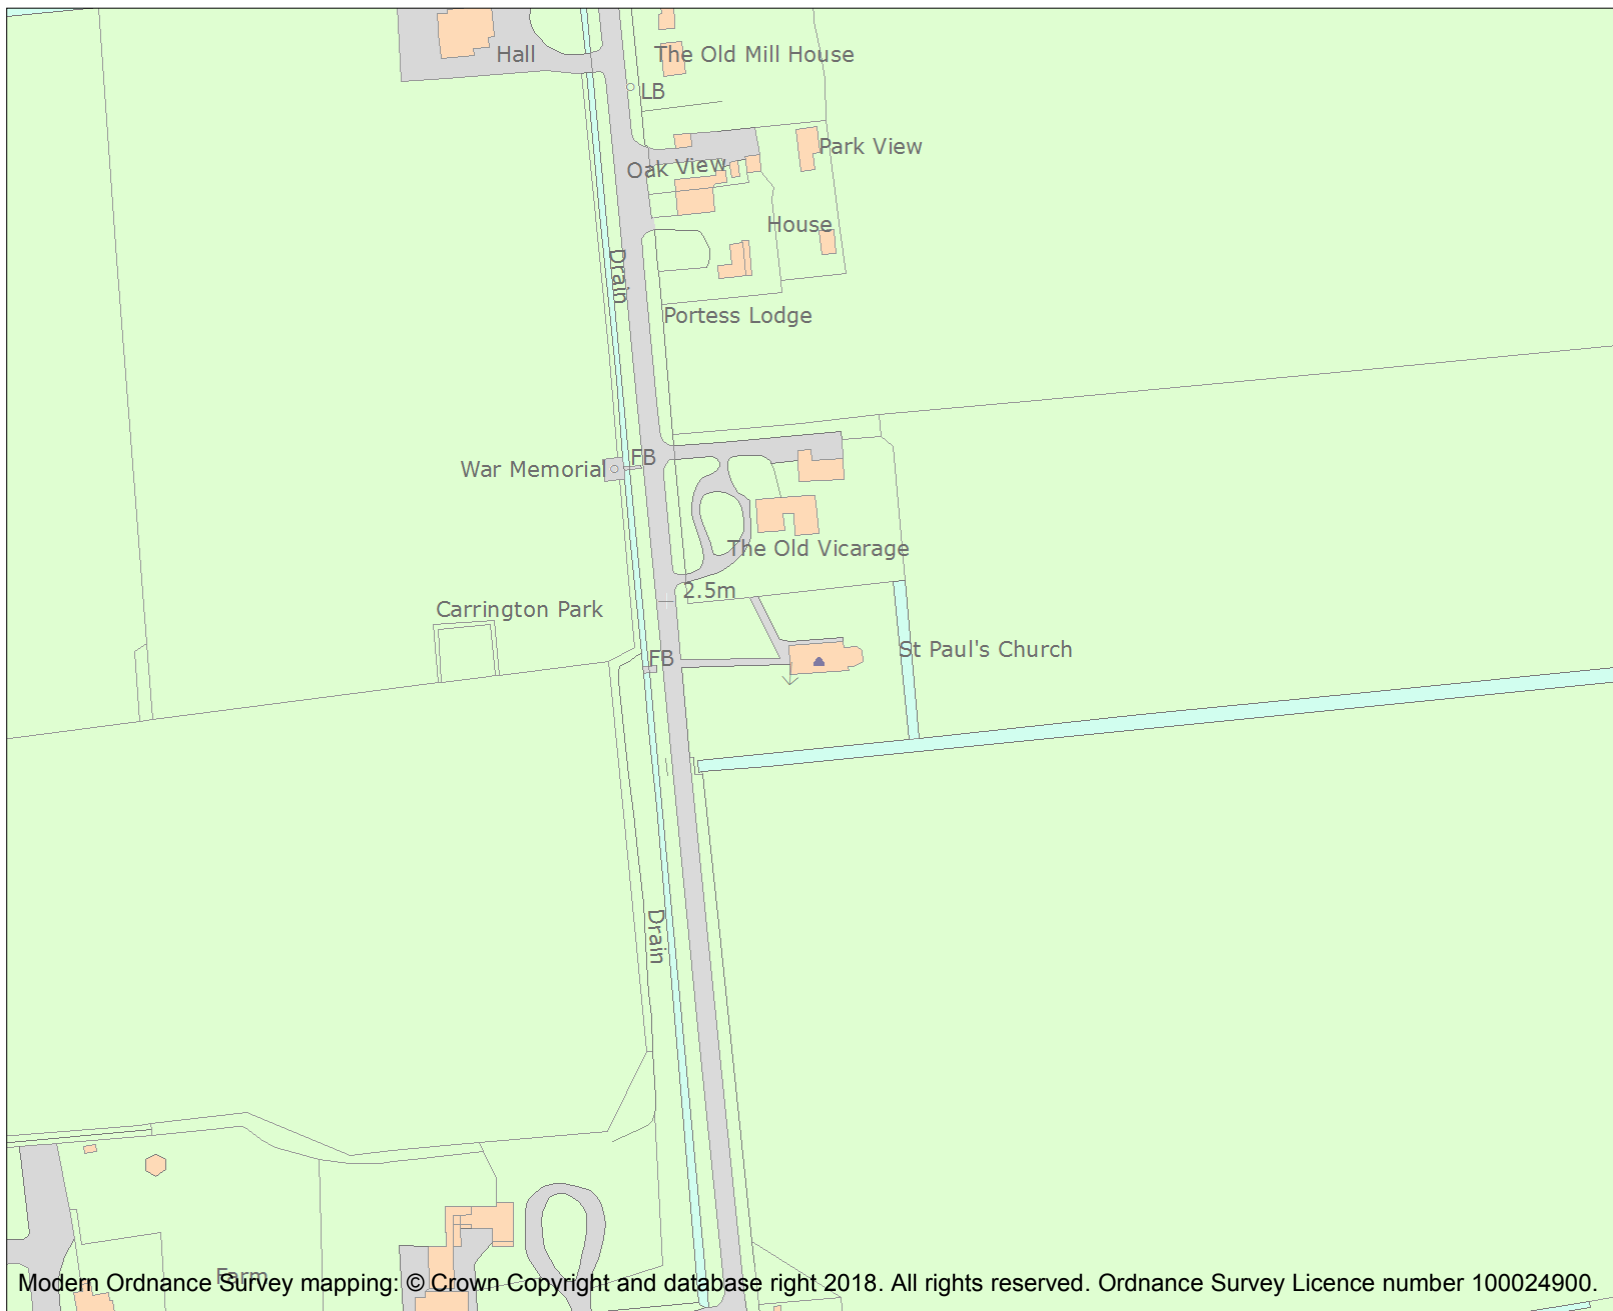 Hall
The Old Mill House
LB
Park View
Oak View
House
Drain
Portess Lodge
FB
War Memorial
The Old Vicarage
2.5m
Carrington Park
St Paul's Church
FB
Drain
Farm
Modern Ordnance Survey mapping: © Crown Copyright and database right 2018. All rights reserved. Ordnance Survey Licence number 100024900.